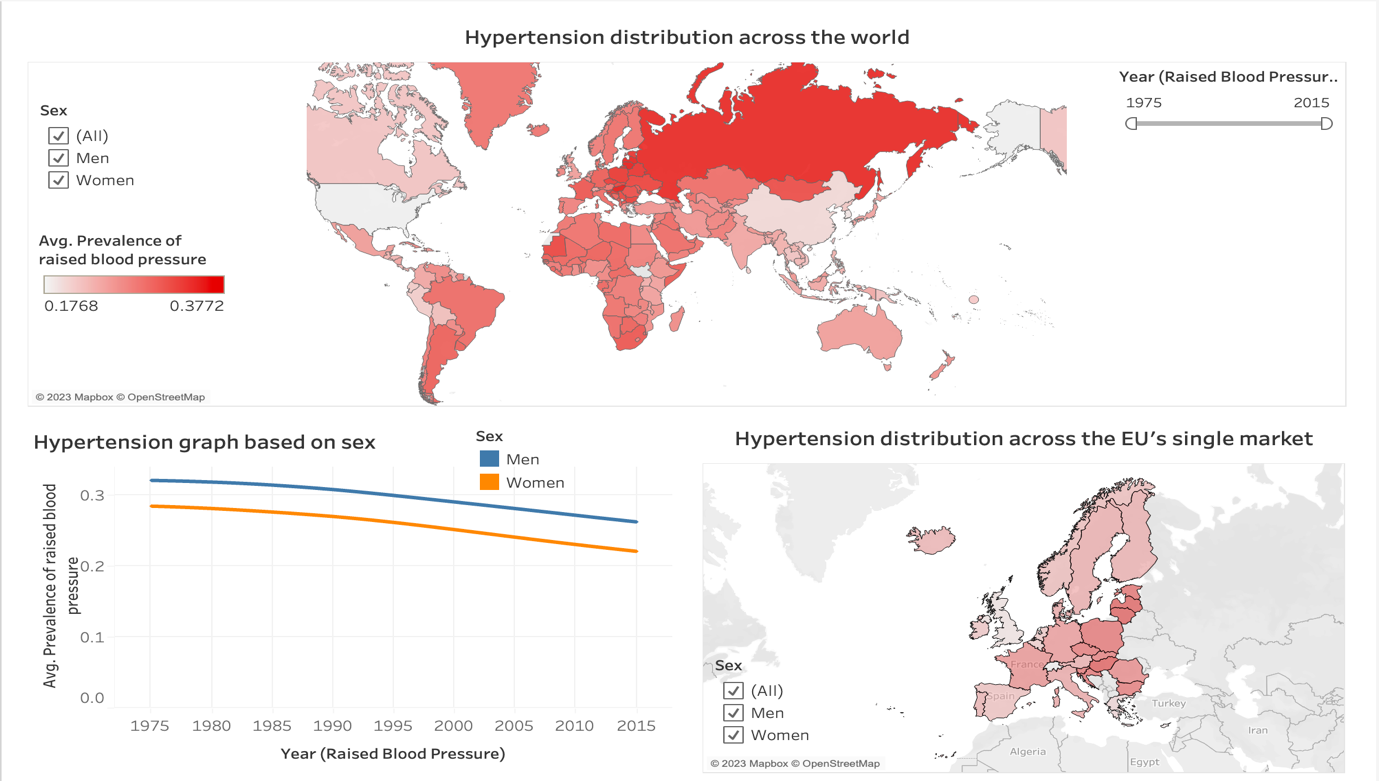 Hypertension distribution across the world
Sex
(All)
Men
Women
Avg. Prevalence of
raised blood pressure
0.1768 0.3772
Year (Raised Blood Pressur..
1975 2015
© 2023 Mapbox © OpenStreetMap
Hypertension graph based on sex
Sex
Men
Women
Avg. Prevalence of raised blood
pressure
0.3
0.2
0.1
0.0
1975 1980 1985 1990 1995 2000 2005 2010 2015
Year (Raised Blood Pressure)
Hypertension distribution across the EU's single market
France
Spain
Turkey
Iran
Algeria
Egypt
Sex
(All)
Men
Women
© 2023 Mapbox © OpenStreetMap